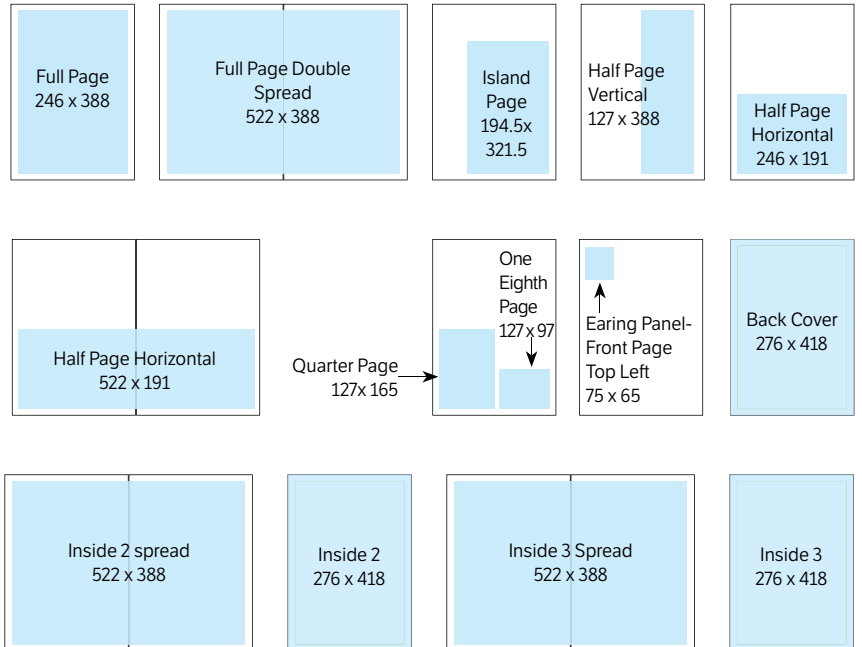 Full Page
246 x 388
Full Page Double
Spread
522 x 388
Island
Page
194.5x
321.5
Half Page
Vertical
127 x 388
Half Page
Horizontal
246 x 191
Half Page Horizontal
522 x 191
Quarter Page
127x 165
One
Eighth
Page
127 x 97
Earing Panel-
Front Page
Top Left
75 x 65
Back Cover
276 x 418
Inside 2 spread
522 x 388
Inside 2
276 x 418
Inside 3 Spread
522 x 388
Inside 3
276 x 418